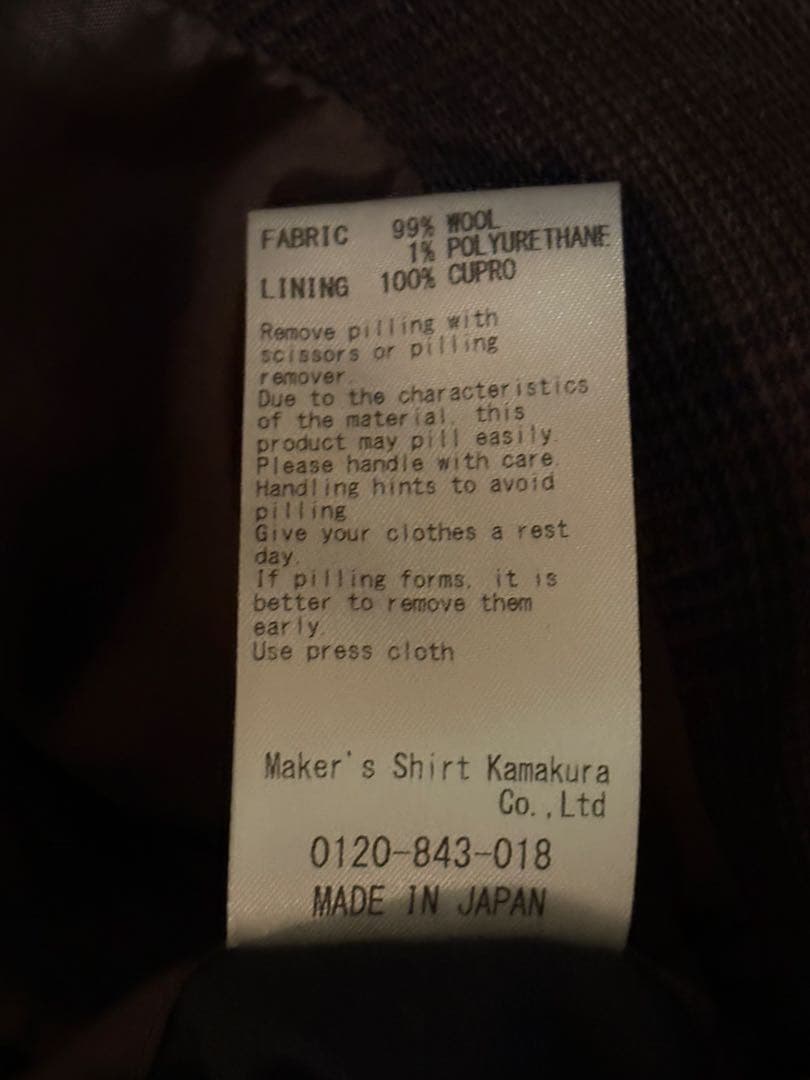 FABRIC 99% WOOL
1% POLYURETHANE
LINING 100% CUPRO
Remove pilling with
scissors or pilling
remover.
Due to the characteristics
of the material, this
product may pill easily.
Please handle with care.
Handling hints to avoid
pilling
Give your clothes a rest
day.
If pilling forms, it is
better to remove them
early.
Use press cloth
Maker's Shirt Kamakura
Co.,Ltd
0120-843-018
MADE IN JAPAN